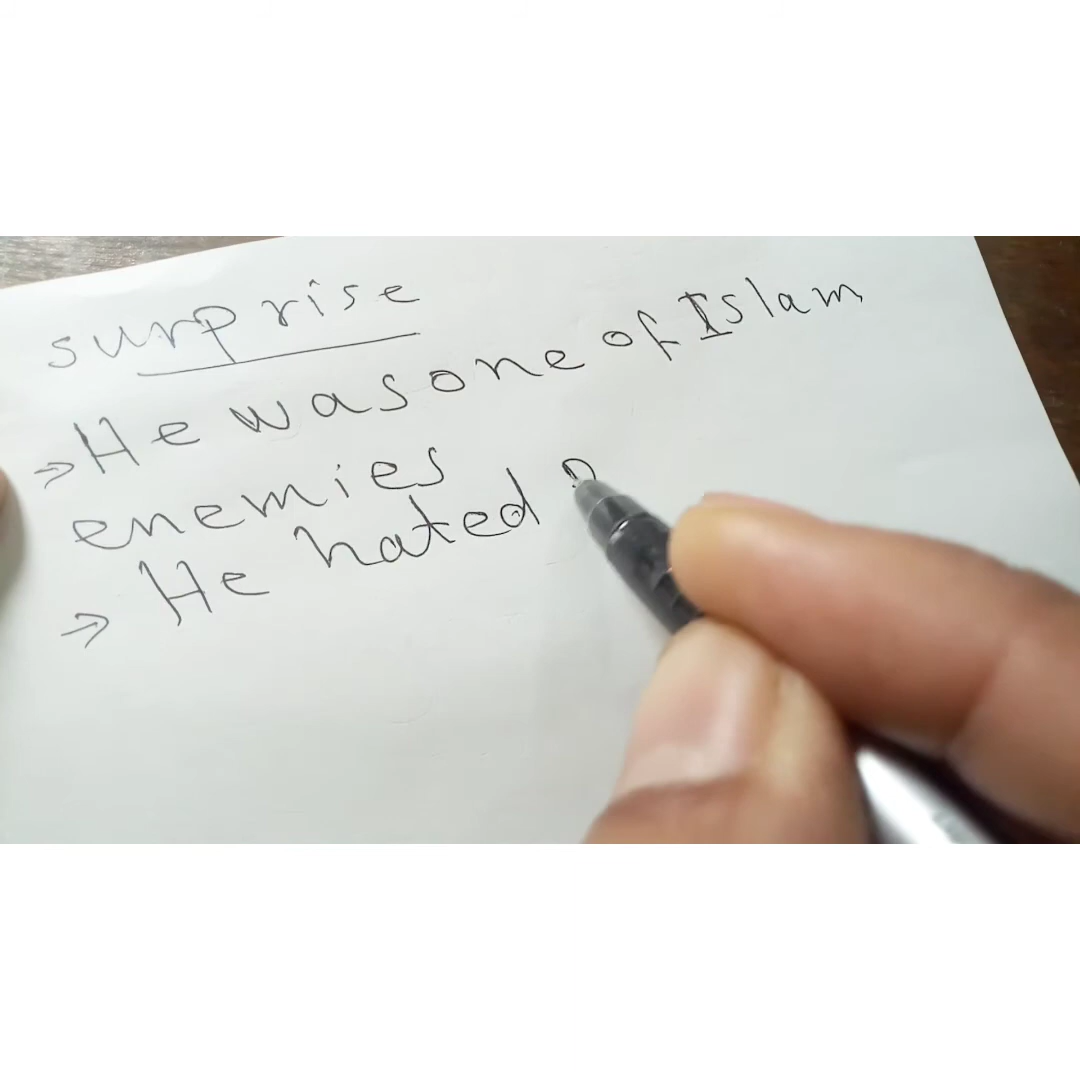 surprise
→ He was one of Islam
enemies
→ He hated